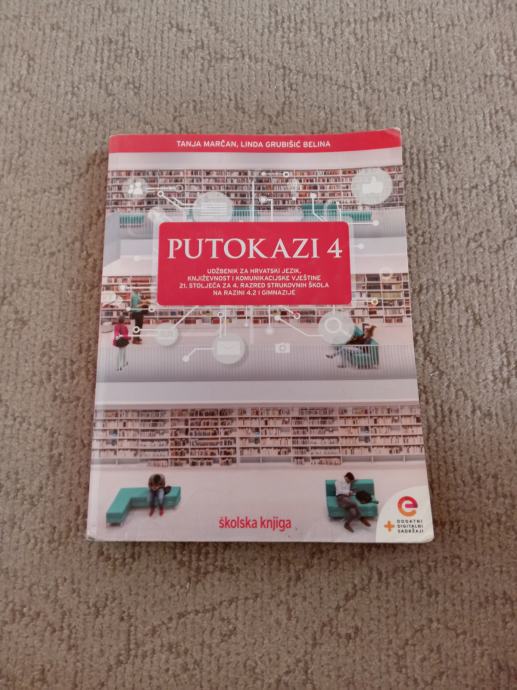 TANJA MARČAN, LINDA GRUBIŠIĆ BELINA
PUTOKAZI 4
UDŽBENIK ZA HRVATSKI JEZIK,
KNJIŽEVNOST I KOMUNIKACIJSKE VJEŠTINE
21. STOLJEĆA ZA 4. RAZRED STRUKOVNIH ŠKOLA
NA RAZINI 4.2 I GIMNAZIJE
školska knjiga
e
+ DODATNI
DIGITALNI
SADRŽAJI